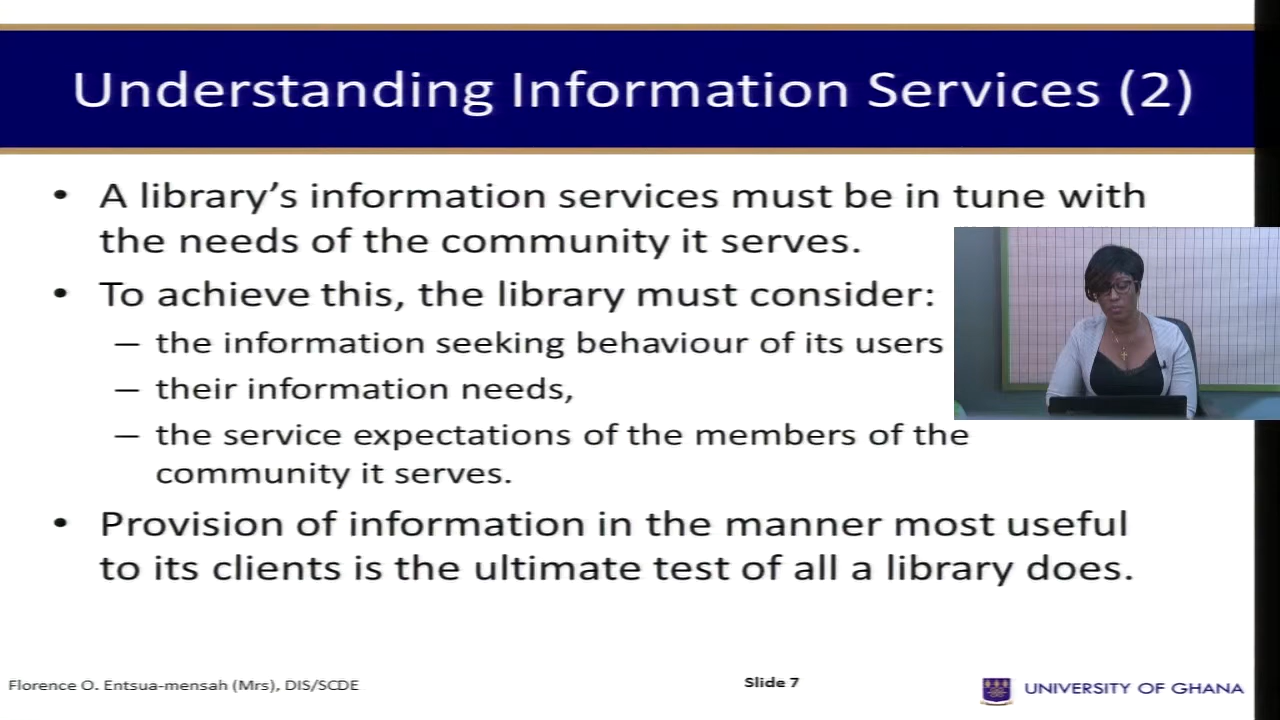 Understanding Information Services (2)
• A library's information services must be in tune with
the needs of the community it serves.
• To achieve this, the library must consider:
– the information seeking behaviour of its users
– their information needs,
– the service expectations of the members of the
community it serves.
• Provision of information in the manner most useful
to its clients is the ultimate test of all a library does.
Florence O. Entsua-mensah (Mrs), DIS/SCDE
Slide 7
UNIVERSITY OF GHANA